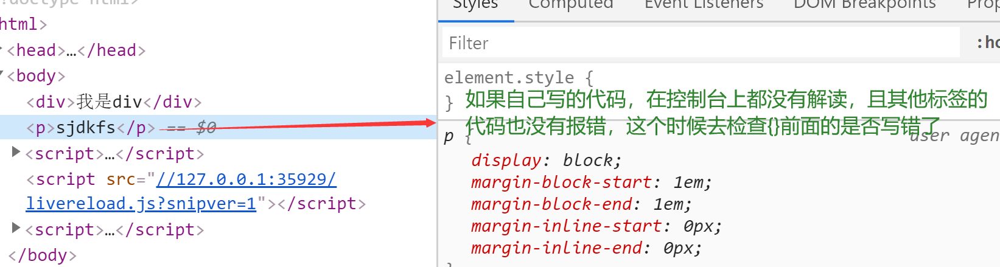 <!doctype html>
html>
<head>…</head>
<body>
<div>我是div</div>
<p>sjdkfs</p> == $0
<script>…</script>
<script src="//127.0.0.1:35929/
livereload.js?snipver=1"></script>
<script>…</script>
</body>
Styles Computed Event Listeners DOM Breakpoints Prop
Filter :ho
element.style {
}
如果自己写的代码，在控制台上都没有解读，且其他标签的
代码也没有报错，这个时候去检查{}前面的是否写错了
p { user agen
display: block;
margin-block-start: 1em;
margin-block-end: 1em;
margin-inline-start: 0px;
margin-inline-end: 0px;
}